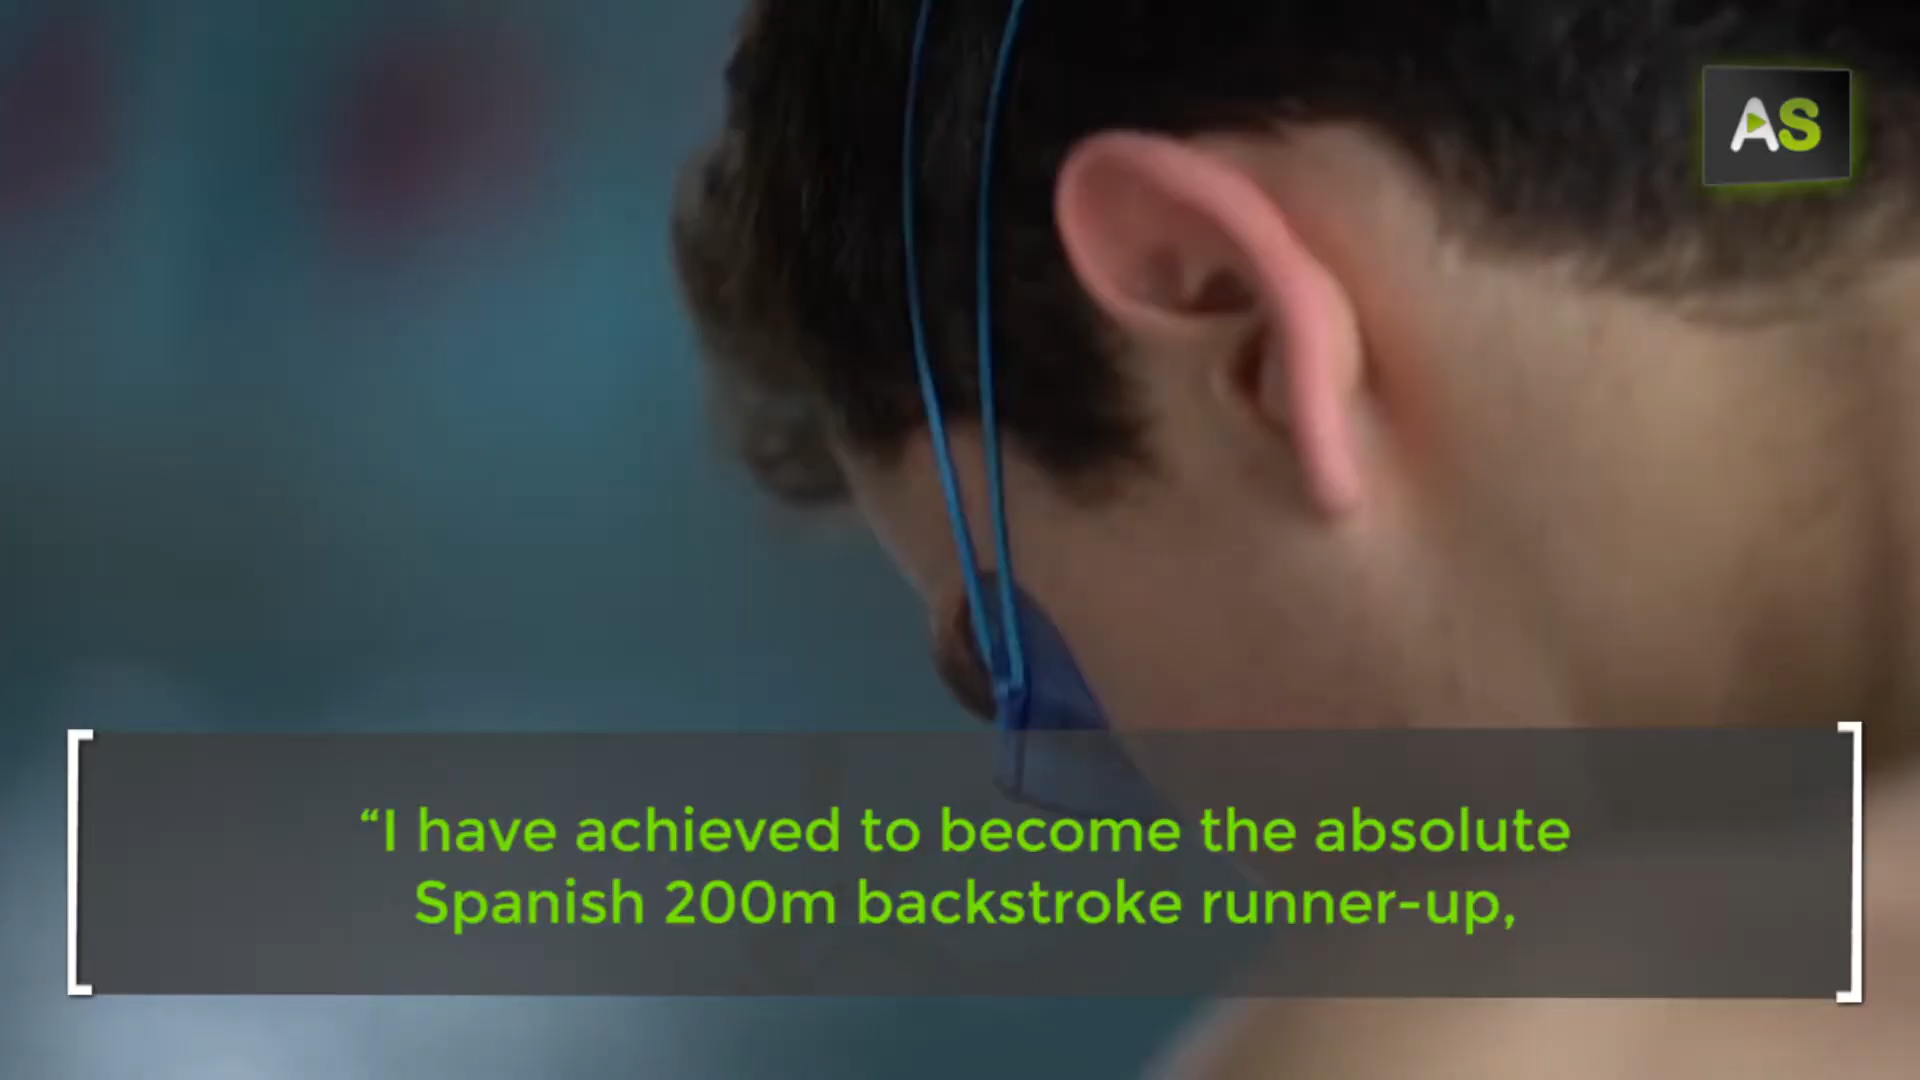 AS
“I have achieved to become the absolute
Spanish 200m backstroke runner-up,